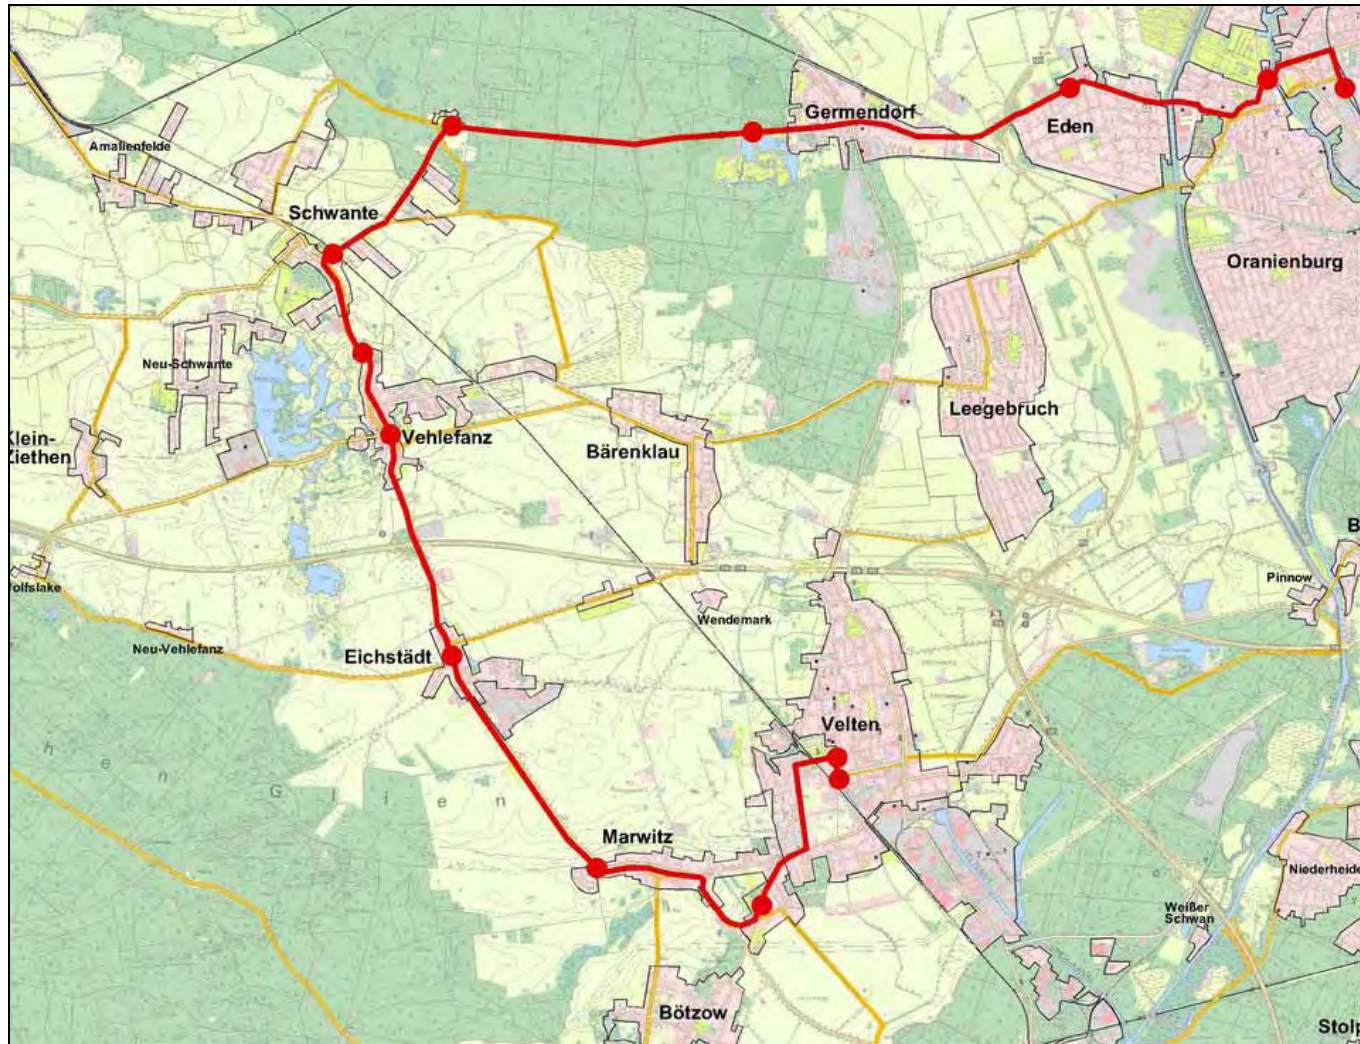 Germendorf
Eden
Amalienfelde
Schwante
Oranienburg
Neu-Schwante
Leegebruch
Klein-
Ziethen
Vehlefanz
Bärenklau
B
Wolfslake
Pinnow
Wendemark
Neu-Vehlefanz
Eichstädt
Velten
h e n
G l i e n
Marwitz
Niederheide
Weißer
Schwan
Bötzow
Stolp